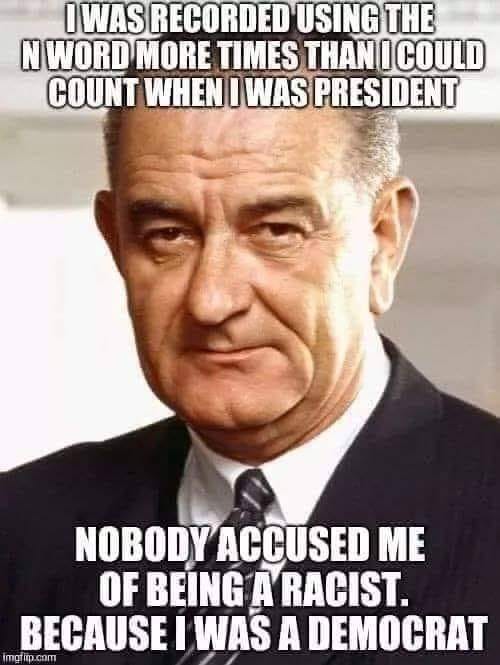 I WAS RECORDED USING THE
N WORD MORE TIMES THAN I COULD
COUNT WHEN I WAS PRESIDENT
NOBODY ACCUSED ME
OF BEING A RACIST.
BECAUSE I WAS A DEMOCRAT
imgflip.com